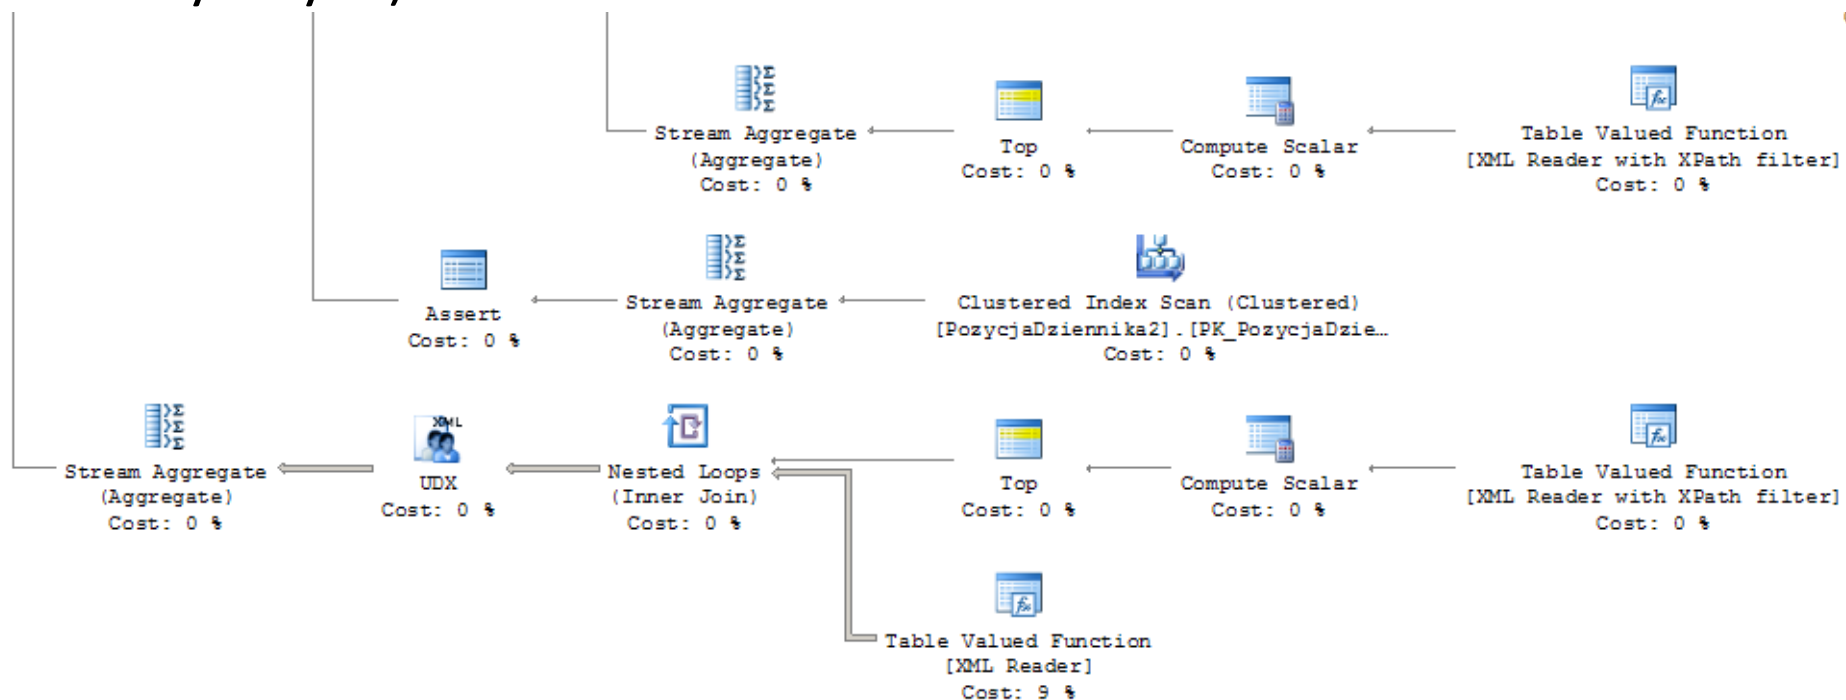 Stream Aggregate
(Aggregate)
Cost: 0 %
Top
Cost: 0 %
Compute Scalar
Cost: 0 %
Table Valued Function
[XML Reader with XPath filter]
Cost: 0 %
Assert
Cost: 0 %
Stream Aggregate
(Aggregate)
Cost: 0 %
Clustered Index Scan (Clustered)
[PozycjaDziennika2].[PK_PozycjaDzie…
Cost: 0 %
Stream Aggregate
(Aggregate)
Cost: 0 %
XML
UDX
Cost: 0 %
Nested Loops
(Inner Join)
Cost: 0 %
Top
Cost: 0 %
Compute Scalar
Cost: 0 %
Table Valued Function
[XML Reader with XPath filter]
Cost: 0 %
Table Valued Function
[XML Reader]
Cost: 9 %